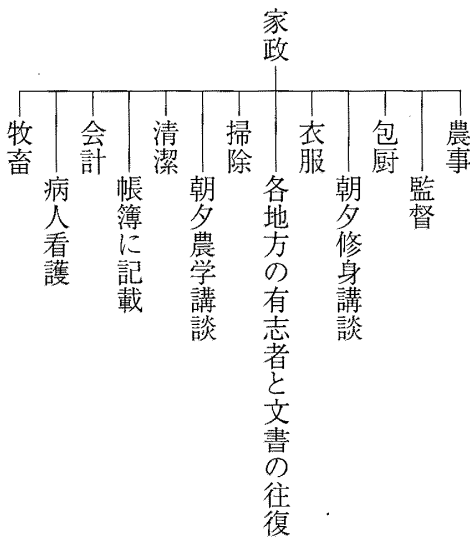 家政
農事
監督
包厨
朝夕修身講談
衣服
各地方の有志者と文書の往復
掃除
朝夕農学講談
清潔
帳簿に記載
会計
病人看護
牧畜